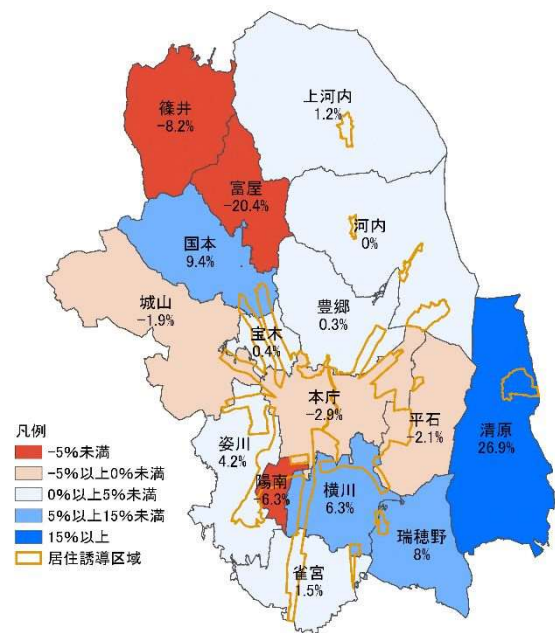 上河内
1.2%
篠井
-8.2%
富屋
-20.4%
河内
0%
国本
9.4%
豊郷
0.3%
城山
-1.9%
宝木
0.4%
本庁
-2.9%
平石
-2.1%
清原
26.9%
姿川
4.2%
陽南
-6.3%
横川
6.3%
瑞穂野
8%
雀宮
1.5%
凡例
-5%未満
-5%以上0%未満
0%以上5%未満
5%以上15%未満
15%以上
居住誘導区域